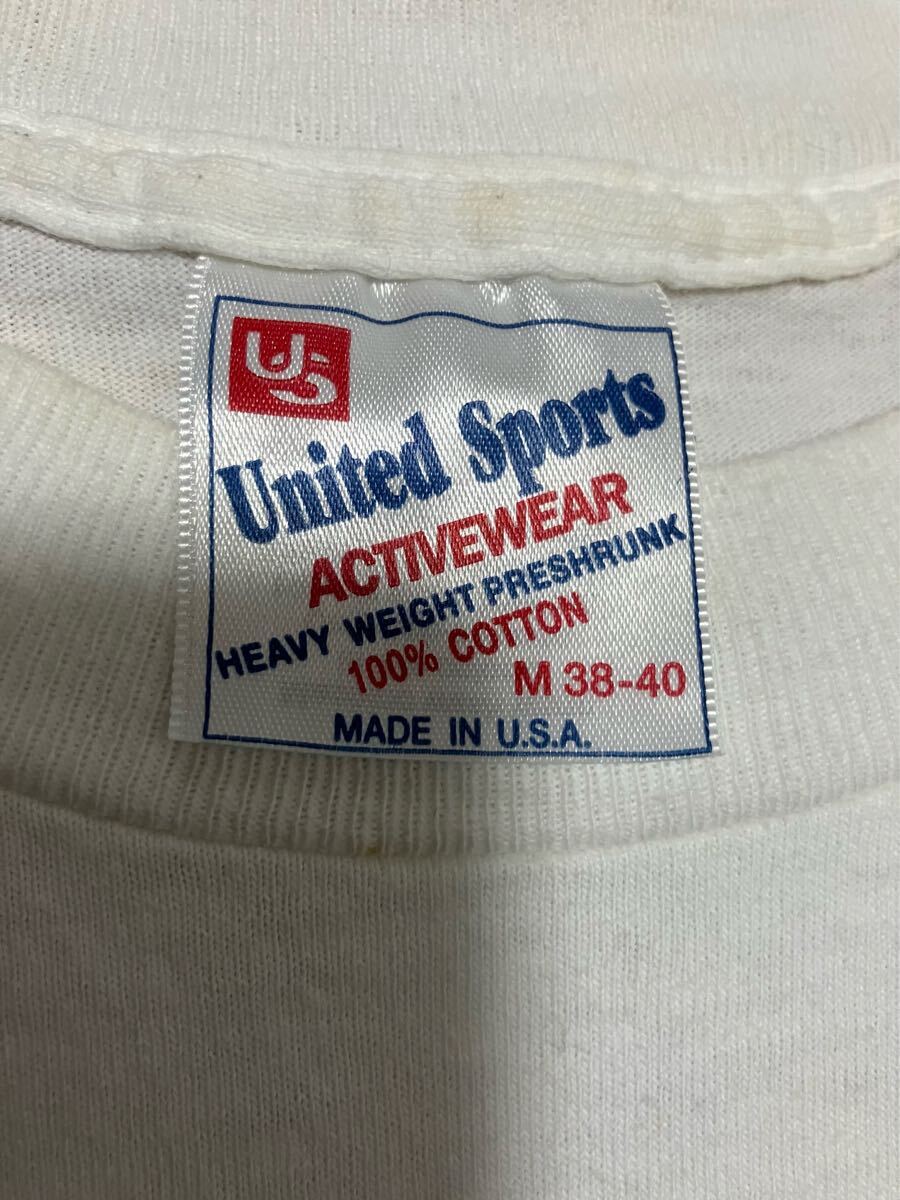 US
United Sports
ACTIVEWEAR
HEAVY WEIGHT PRESHRUNK
100% COTTON
M 38-40
MADE IN U.S.A.